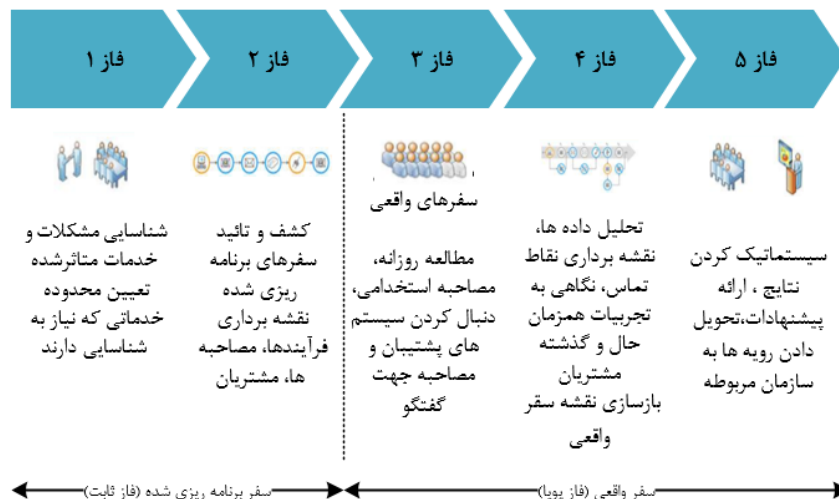 فاز ۱
فاز ۲
فاز ۳
فاز ۴
فاز ۵
شناسایی مشکلات و
خدمات متاثرشده
تعیین محدوده
خدماتی که نیاز به
شناسایی دارند
کشف و تائید
سفرهای برنامه
ریزی شده
نقشه برداری
فرآیندها، مصاحبه
ها، مشتریان
سفرهای واقعی
مطالعه روزانه،
مصاحبه استخدامی،
دنبال کردن سیستم
های پشتیبان و
مصاحبه جهت
گفتگو
تحلیل داده ها،
نقشه برداری نقاط
تماس، نگاهی به
تجربیات همزمان
حال و گذشته
مشتریان
بازسازی نقشه سقر
واقعی
سیستماتیک کردن
نتایج ، ارائه
پیشنهادات،تحویل
دادن رویه ها به
سازمان مربوطه
سفر برنامه ریزی شده (فاز ثابت)
سفر واقعی (فاز پویا)